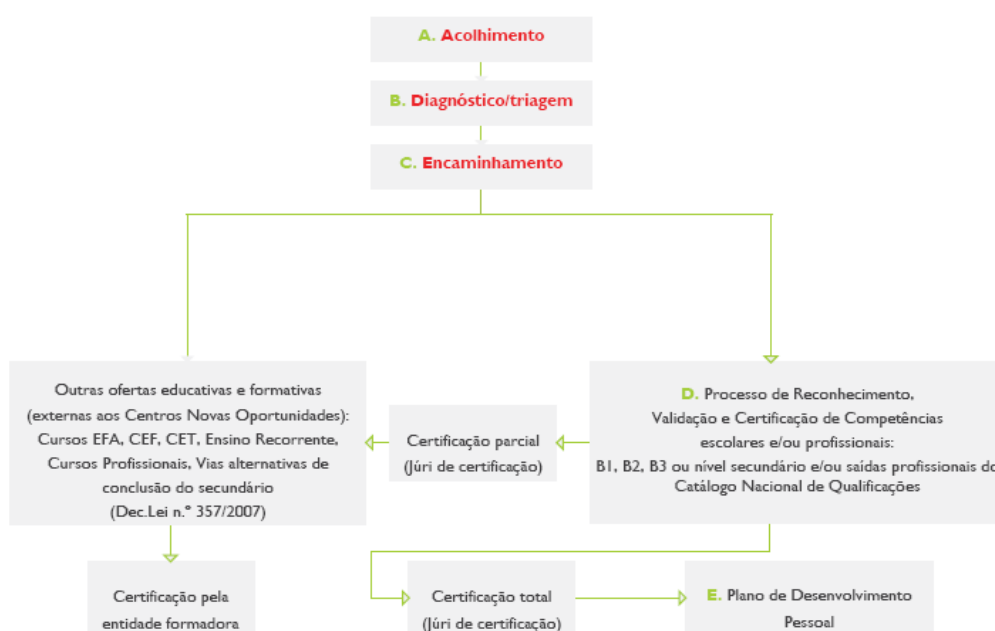 A. Acolhimento
B. Diagnóstico/triagem
C. Encaminhamento
Outras ofertas educativas e formativas
(externas aos Centros Novas Oportunidades):
Cursos EFA, CEF, CET, Ensino Recorrente,
Cursos Profissionais, Vias alternativas de
conclusão do secundário
(Dec.Lei n.º 357/2007)
Certificação parcial
(Júri de certificação)
D. Processo de Reconhecimento,
Validação e Certificação de Competências
escolares e/ou profissionais:
B1, B2, B3 ou nível secundário e/ou saídas profissionais do
Catálogo Nacional de Qualificações
Certificação pela
entidade formadora
Certificação total
(Júri de certificação)
E. Plano de Desenvolvimento
Pessoal